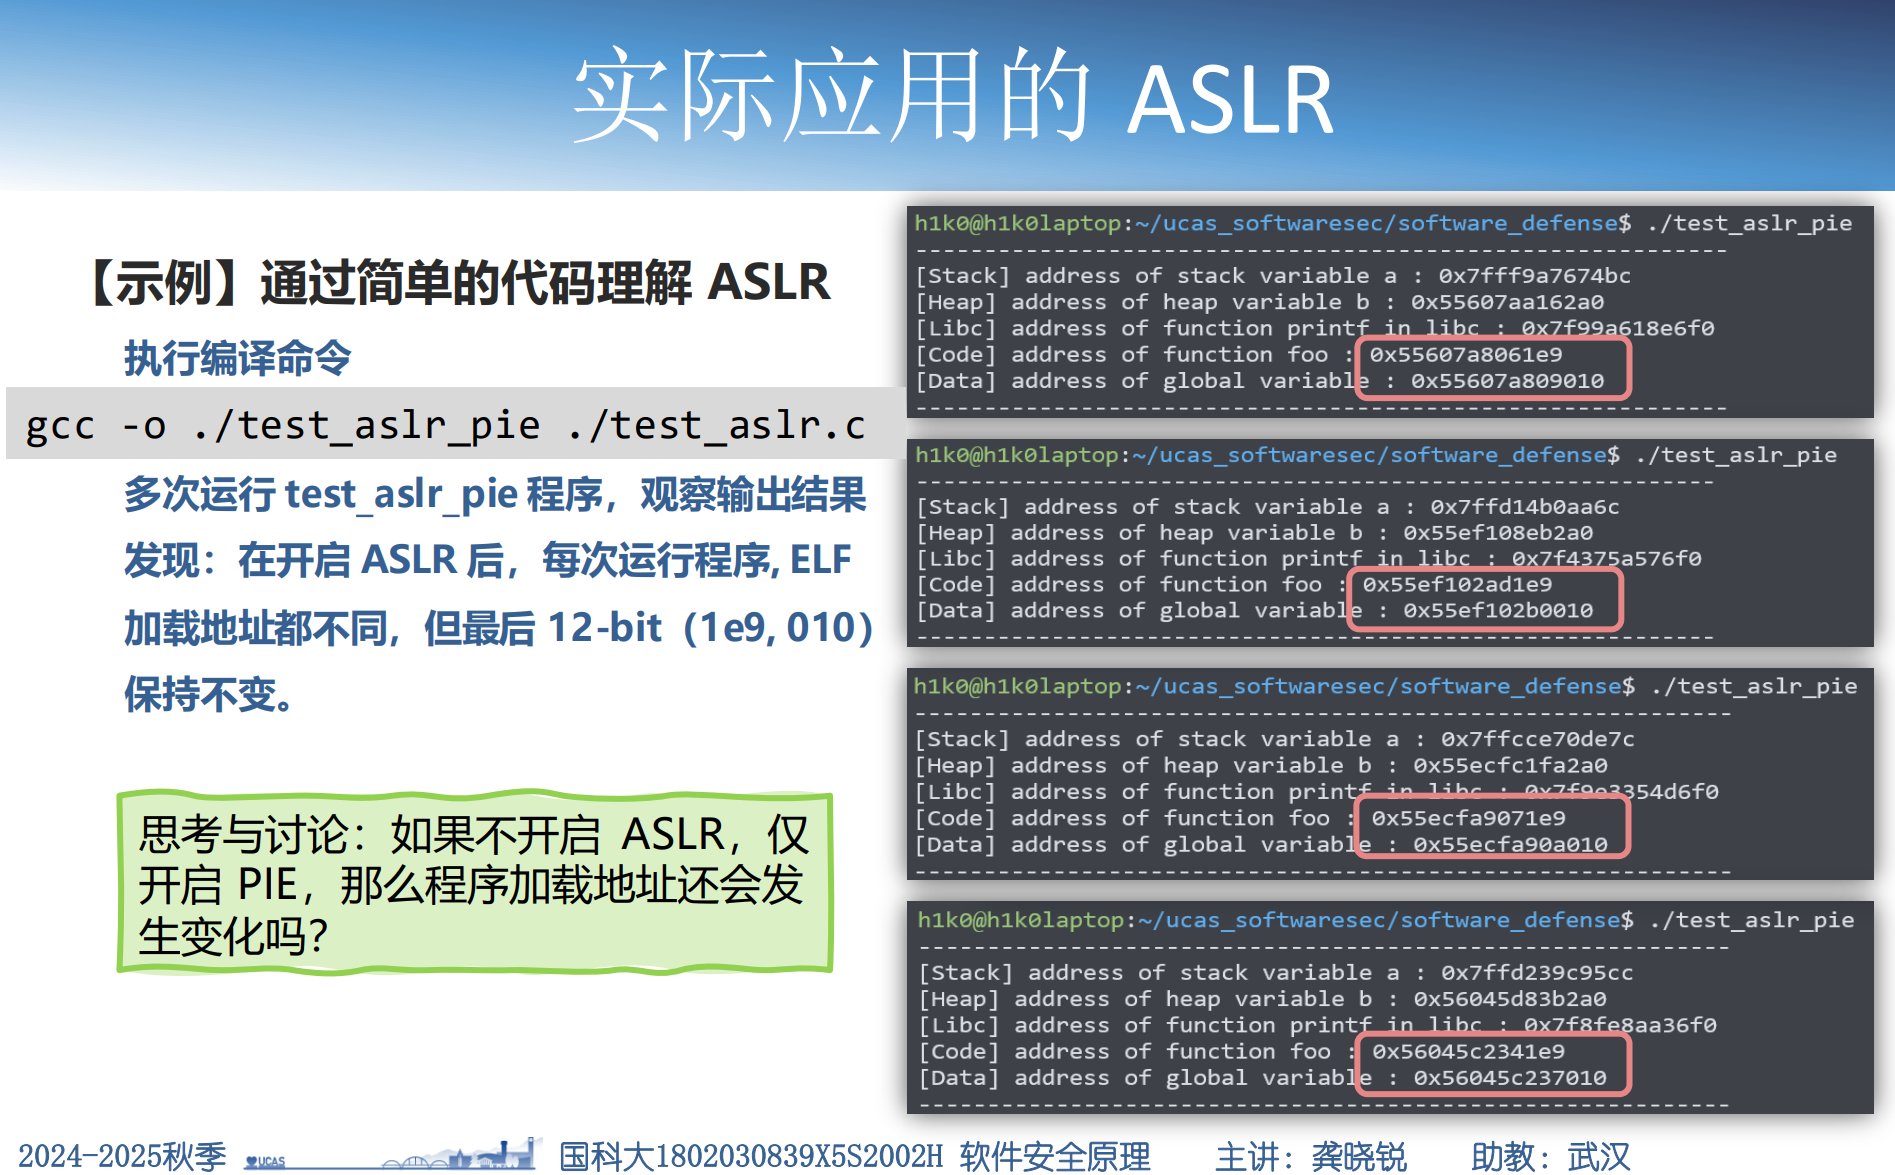 实际应用的 ASLR
【示例】通过简单的代码理解 ASLR
执行编译命令
gcc -o ./test_aslr_pie ./test_aslr.c
多次运行 test_aslr_pie 程序，观察输出结果
发现：在开启 ASLR 后，每次运行程序, ELF
加载地址都不同，但最后 12-bit（1e9, 010）
保持不变。
思考与讨论：如果不开启 ASLR，仅
开启 PIE，那么程序加载地址还会发
生变化吗？
h1k0@h1k0laptop:~/ucas_softwaresec/software_defense$ ./test_aslr_pie
-----------------------------------------------------------
[Stack] address of stack variable a : 0x7fff9a7674bc
[Heap] address of heap variable b : 0x55607aa162a0
[Libc] address of function printf in libc : 0x7f99a618e6f0
[Code] address of function foo : 0x55607a8061e9
[Data] address of global variable : 0x55607a809010
-----------------------------------------------------------
h1k0@h1k0laptop:~/ucas_softwaresec/software_defense$ ./test_aslr_pie
-----------------------------------------------------------
[Stack] address of stack variable a : 0x7ffd14b0aa6c
[Heap] address of heap variable b : 0x55ef108eb2a0
[Libc] address of function printf in libc : 0x7f4375a576f0
[Code] address of function foo : 0x55ef102ad1e9
[Data] address of global variable : 0x55ef102b0010
-----------------------------------------------------------
h1k0@h1k0laptop:~/ucas_softwaresec/software_defense$ ./test_aslr_pie
-----------------------------------------------------------
[Stack] address of stack variable a : 0x7ffcce70de7c
[Heap] address of heap variable b : 0x55ecfc1fa2a0
[Libc] address of function printf in libc : 0x7f9e3354d6f0
[Code] address of function foo : 0x55ecfa9071e9
[Data] address of global variable : 0x55ecfa90a010
-----------------------------------------------------------
h1k0@h1k0laptop:~/ucas_softwaresec/software_defense$ ./test_aslr_pie
-----------------------------------------------------------
[Stack] address of stack variable a : 0x7ffd239c95cc
[Heap] address of heap variable b : 0x56045d83b2a0
[Libc] address of function printf in libc : 0x7f8fe8aa36f0
[Code] address of function foo : 0x56045c2341e9
[Data] address of global variable : 0x56045c237010
-----------------------------------------------------------
2024-2025秋季 UCAS 国科大1802030839X5S2002H 软件安全原理 主讲：龚晓锐 助教：武汉